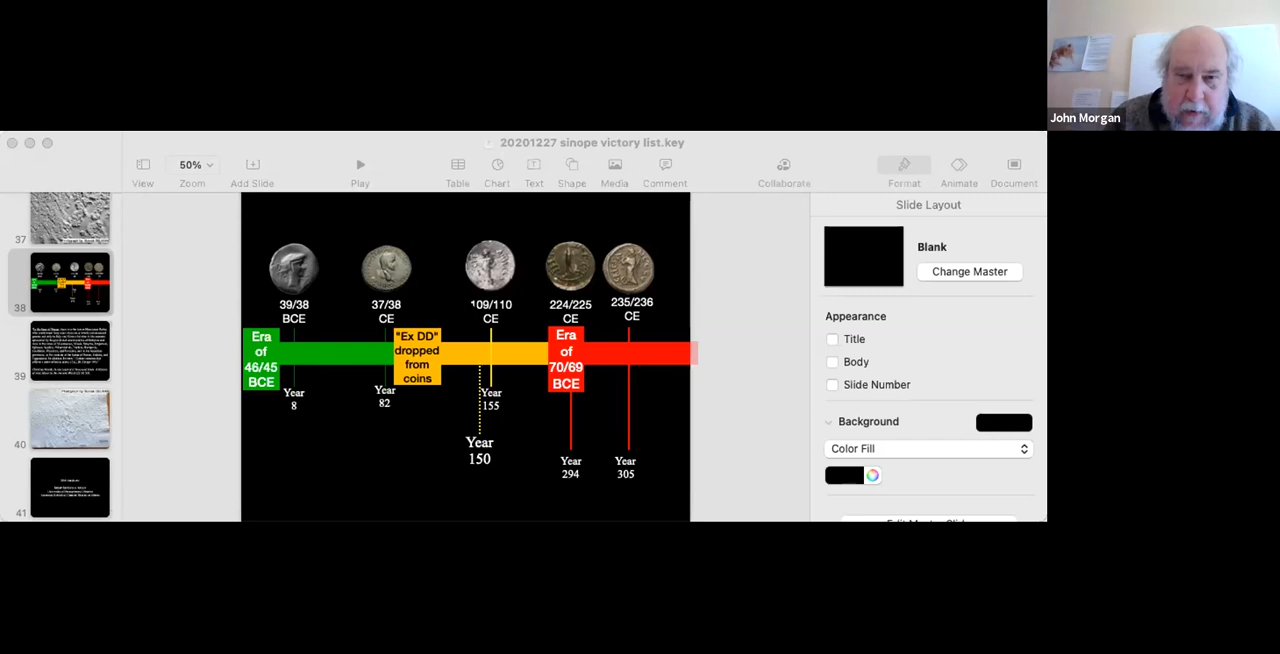 John Morgan
20201227 sinope victory list.key
50%
View
Zoom
Add Slide
Play
Table
Chart
Text
Shape
Media
Comment
Collaborate
Format
Animate
Document
37
38
39
40
41
39/38
BCE
37/38
CE
109/110
CE
224/225
CE
235/236
CE
Era
of
46/45
BCE
"Ex DD"
dropped
from
coins
Era
of
70/69
BCE
Year
8
Year
82
Year
155
Year
150
Year
294
Year
305
Slide Layout
Blank
Change Master
Appearance
Title
Body
Slide Number
Background
Color Fill